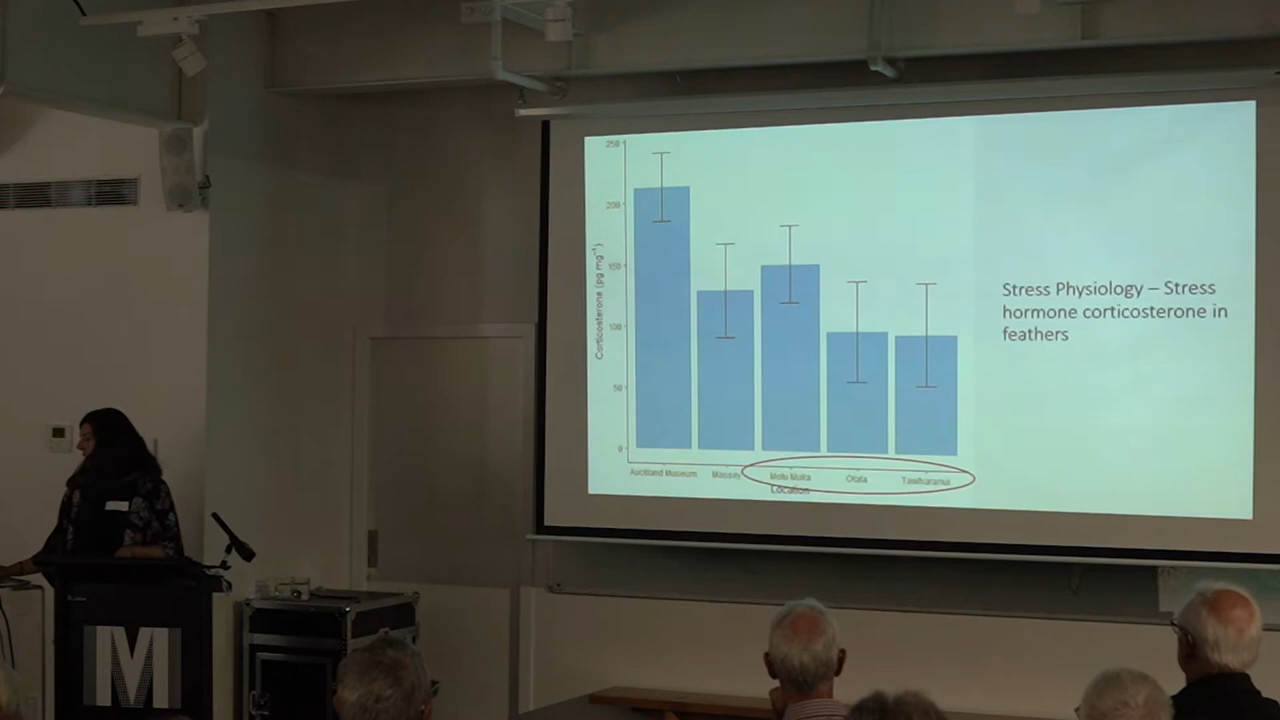 250
200
150
100
50
0
Corticosterone (pg mg⁻¹)
Auckland Museum
Massey
Motu Muka
Otata
Tawharanui
Location
Stress Physiology – Stress
hormone corticosterone in
feathers
M